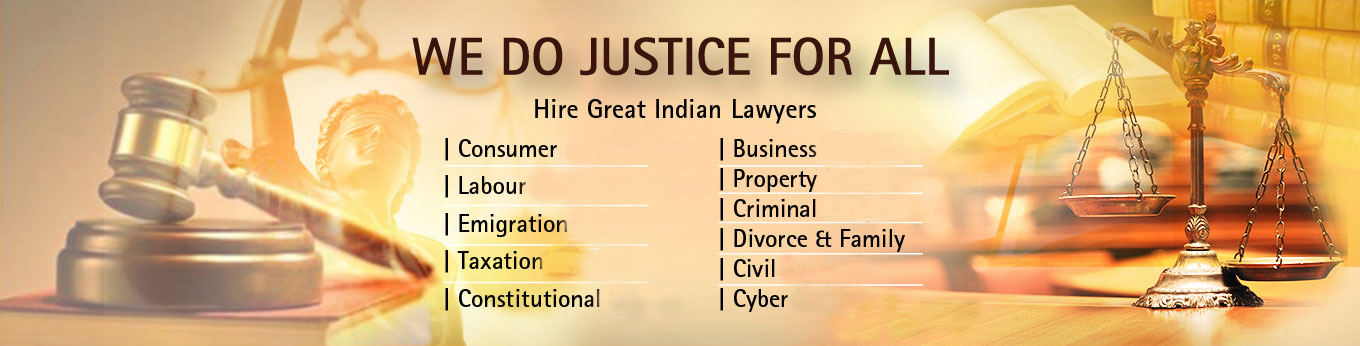 WE DO JUSTICE FOR ALL
Hire Great Indian Lawyers
| Consumer
| Labour
| Emigration
| Taxation
| Constitutional
| Business
| Property
| Criminal
| Divorce & Family
| Civil
| Cyber
1939